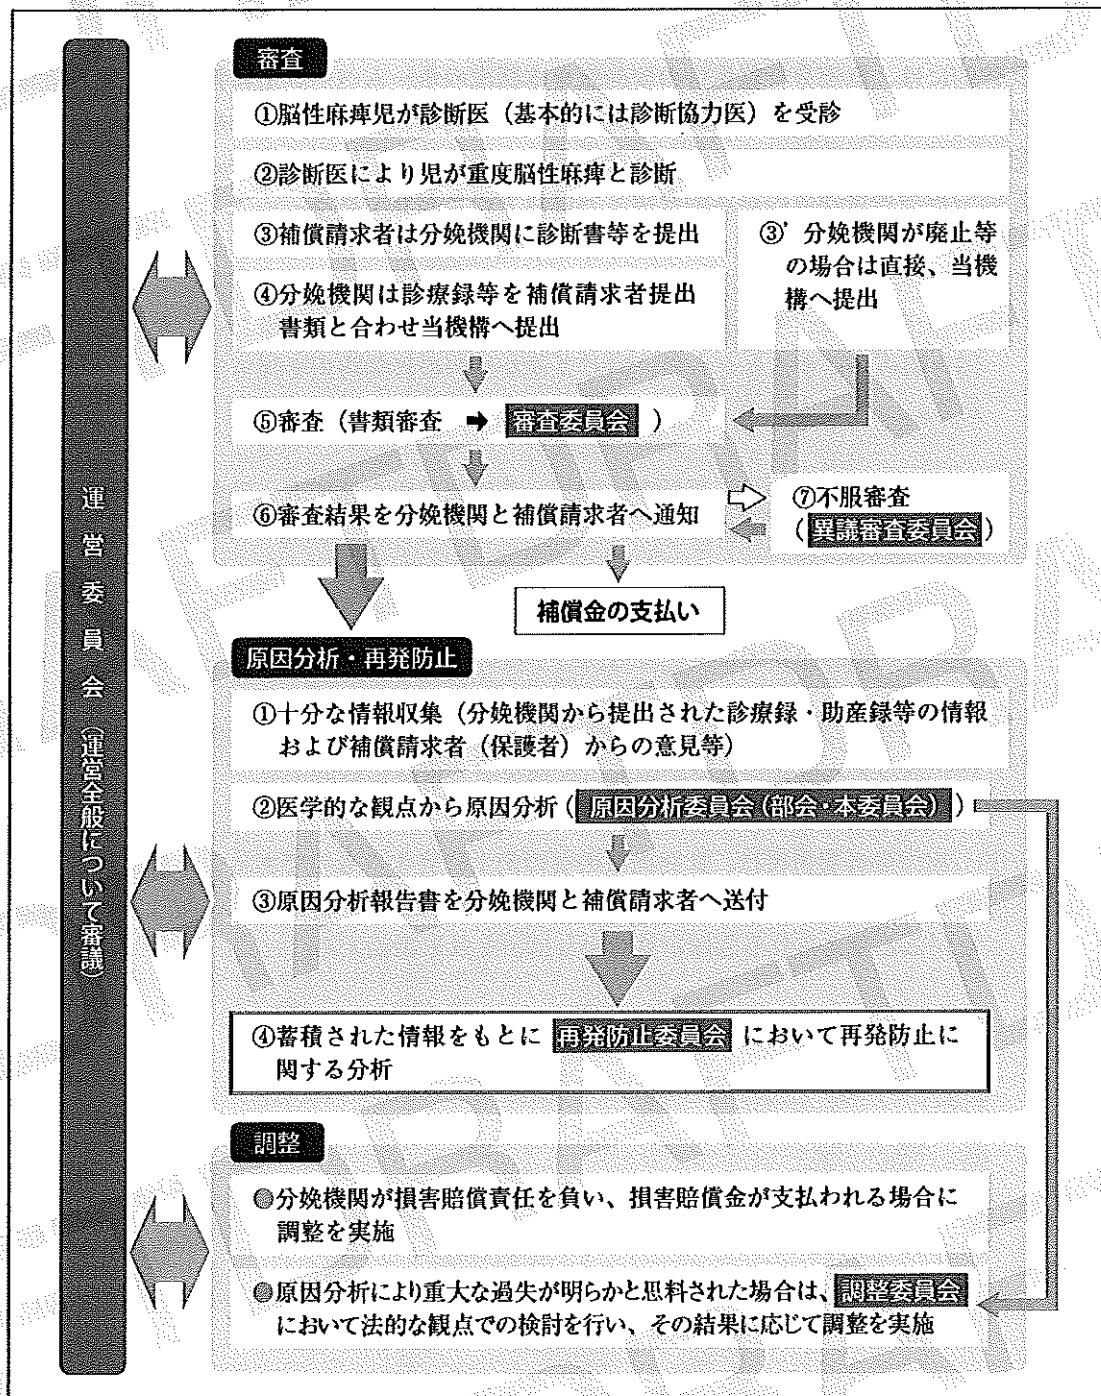 運営委員会（運営全般について審議）
審査
①脳性麻痺児が診断医（基本的には診断協力医）を受診
②診断医により児が重度脳性麻痺と診断
③補償請求者は分娩機関に診断書等を提出
④分娩機関は診療録等を補償請求者提出
書類と合わせ当機構へ提出
③' 分娩機関が廃止等
の場合は直接、当機
構へ提出
⑤審査（書類審査 ➡ 審査委員会 ）
⑥審査結果を分娩機関と補償請求者へ通知
⑦不服審査
（異議審査委員会）
補償金の支払い
原因分析・再発防止
①十分な情報収集（分娩機関から提出された診療録・助産録等の情報
および補償請求者（保護者）からの意見等）
②医学的な観点から原因分析（ 原因分析委員会（部会・本委員会） ）
③原因分析報告書を分娩機関と補償請求者へ送付
④蓄積された情報をもとに 再発防止委員会 において再発防止に
関する分析
調整
●分娩機関が損害賠償責任を負い、損害賠償金が支払われる場合に
調整を実施
●原因分析により重大な過失が明らかと思料された場合は、調整委員会
において法的な観点での検討を行い、その結果に応じて調整を実施